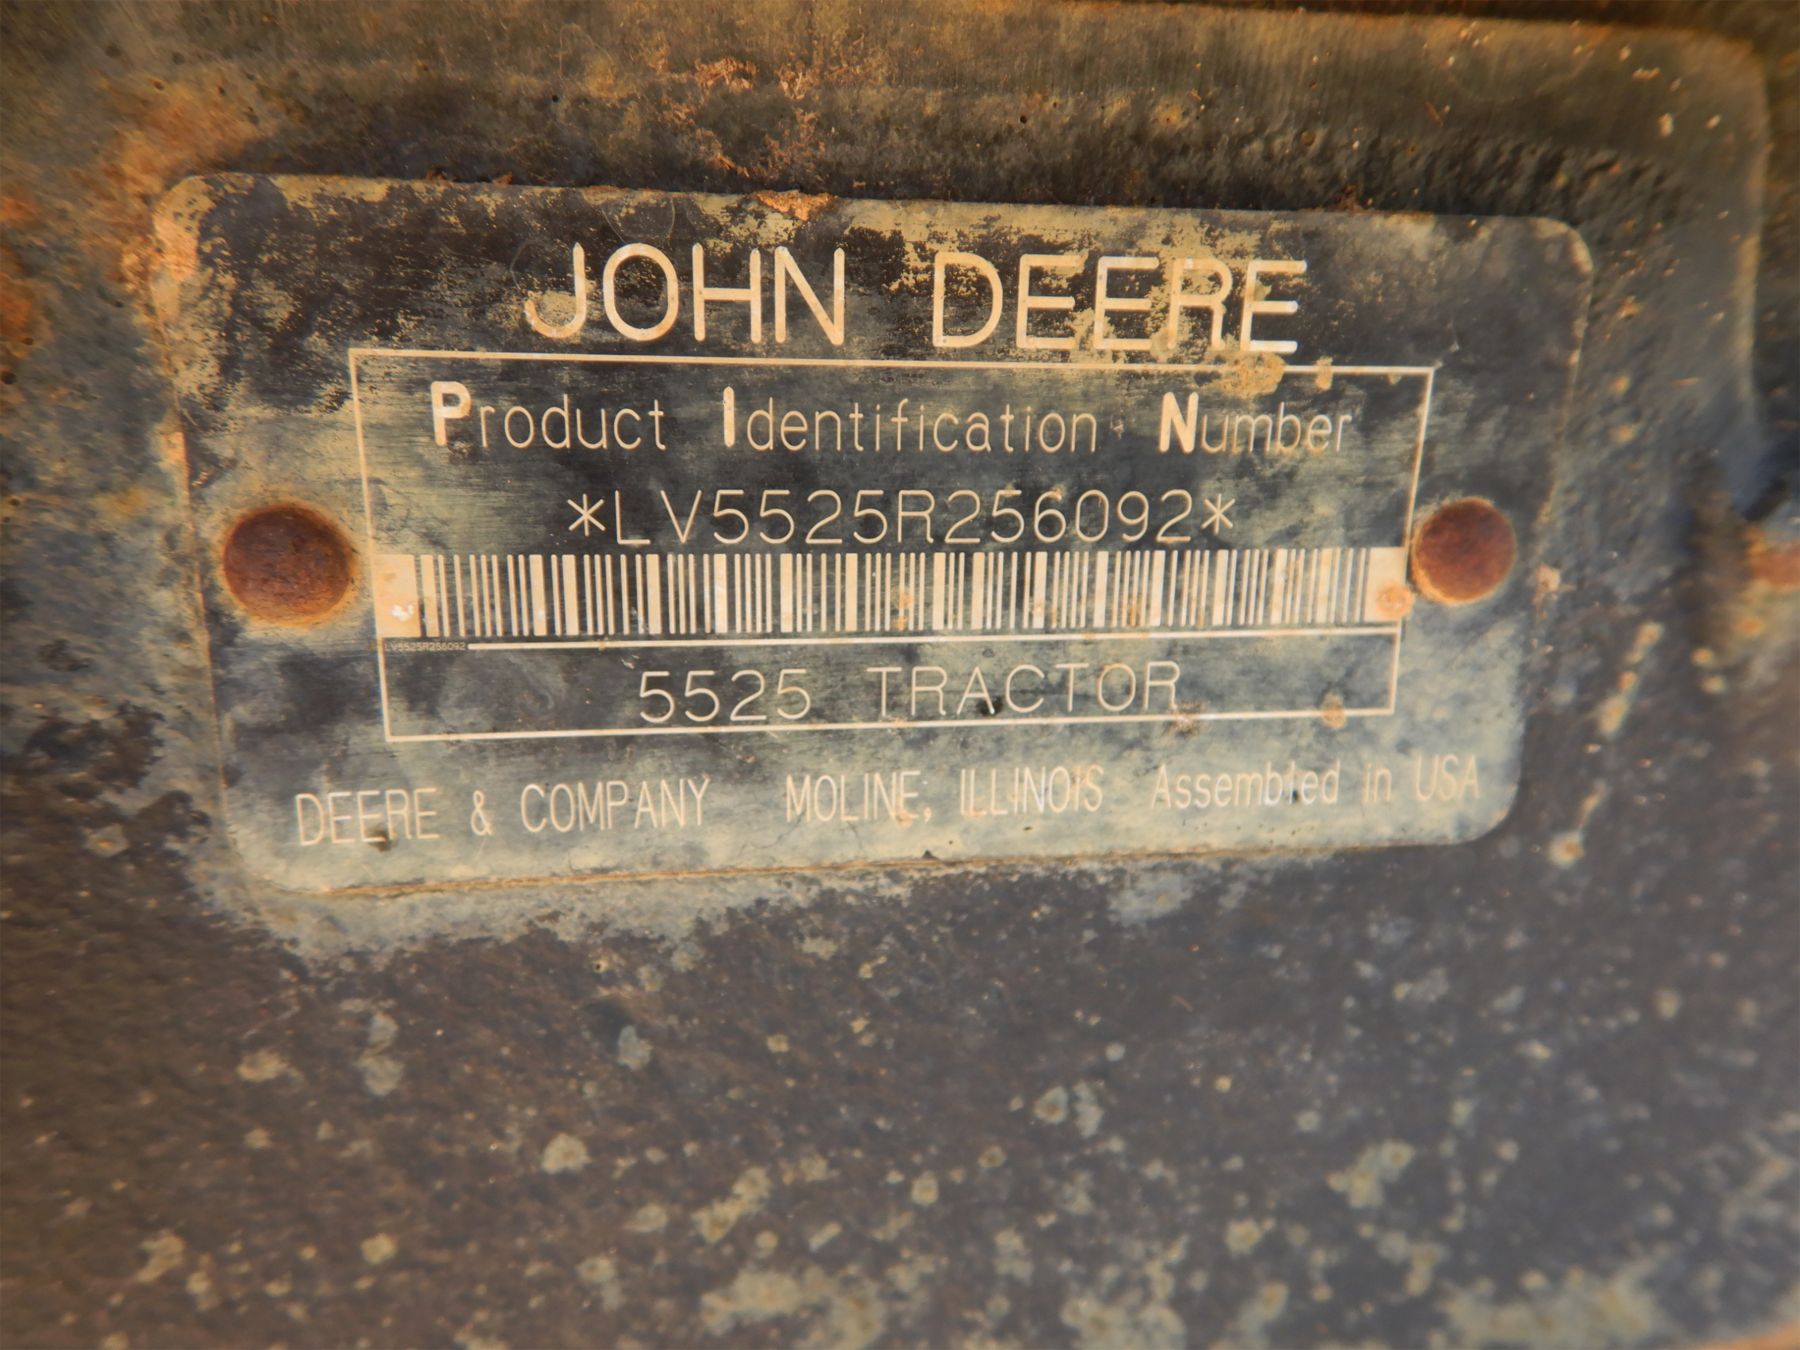 JOHN DEERE
Product Identification Number
*LV5525R256092*
LV5525R256092
5525 TRACTOR
DEERE & COMPANY MOLINE, ILLINOIS Assembled in USA